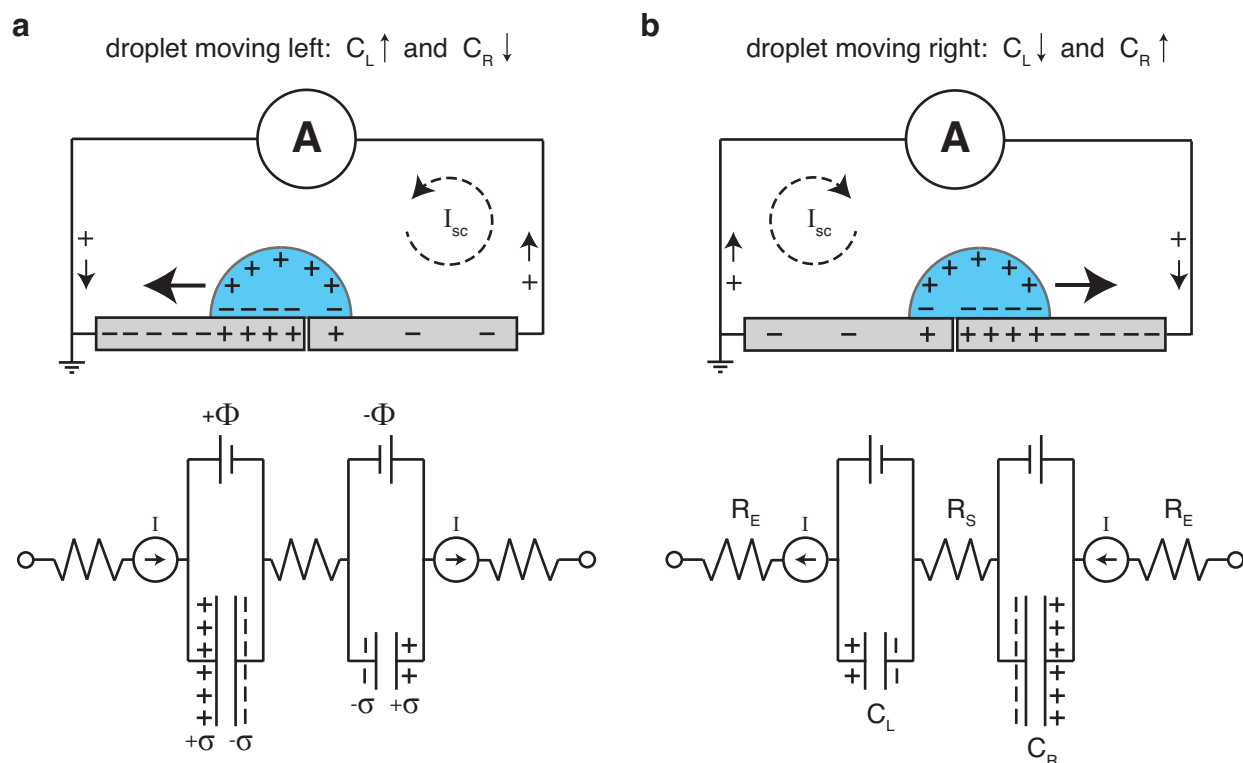 a
droplet moving left: C_L ↑ and C_R ↓
A
I_sc
+
+
+ + + + +
– – – – –
– – – – – – + + + + + – –
+Φ
-Φ
I
I
+ + + + + +
– – – – – –
– –
+ +
+σ
-σ
-σ
+σ
b
droplet moving right: C_L ↓ and C_R ↑
A
I_sc
+
+
+ + + + +
– – – – –
– – + + + + + – – – – – –
R_E
I
R_S
I
R_E
+ +
– –
– – – – – –
+ + + + + +
C_L
C_R